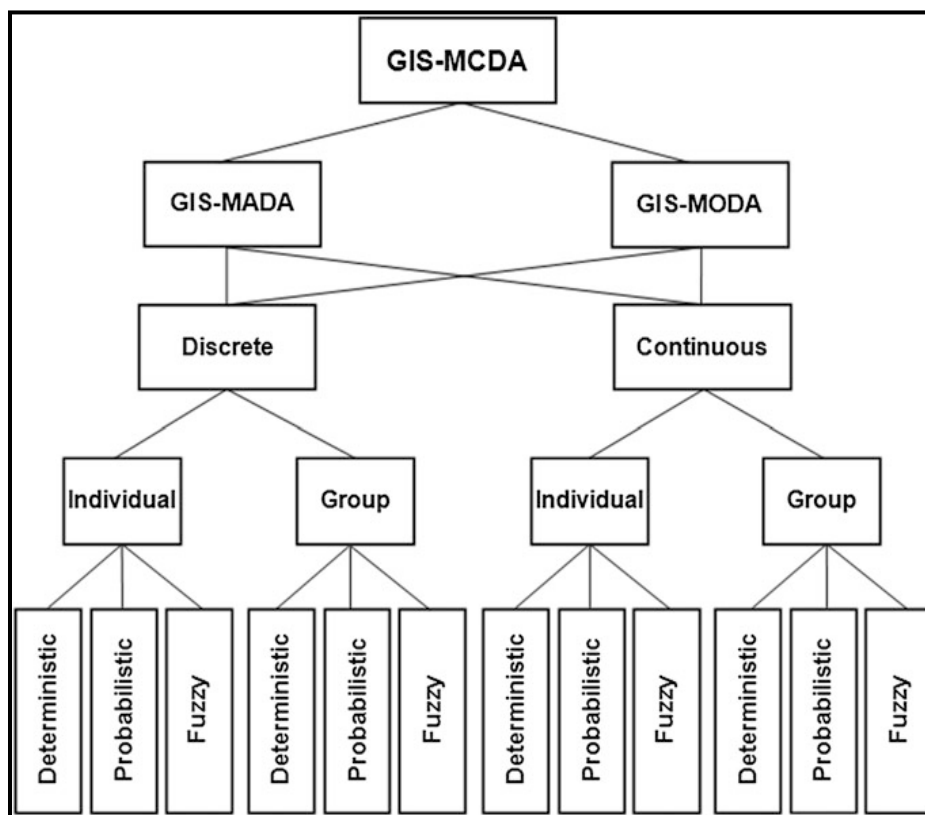 GIS-MCDA
GIS-MADA
GIS-MODA
Discrete
Continuous
Individual
Group
Individual
Group
Deterministic
Probabilistic
Fuzzy
Deterministic
Probabilistic
Fuzzy
Deterministic
Probabilistic
Fuzzy
Deterministic
Probabilistic
Fuzzy